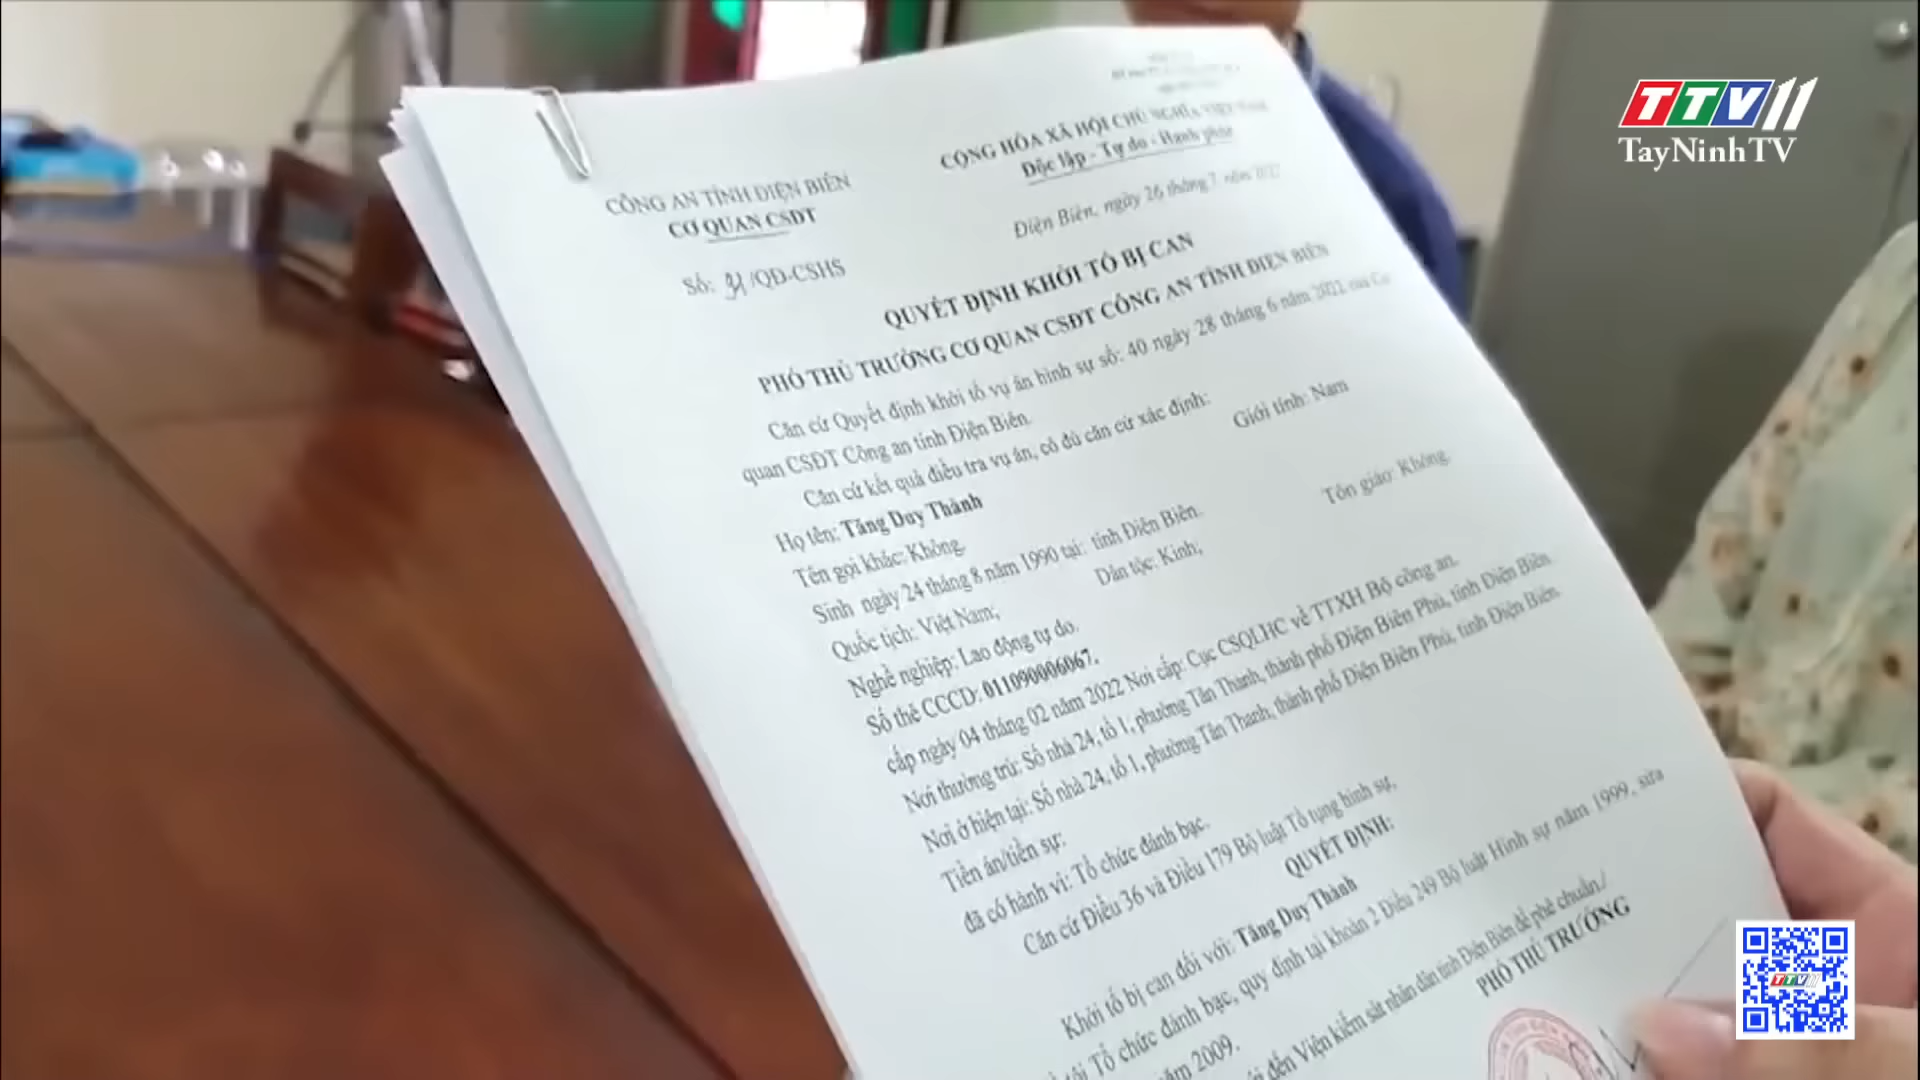 TTV11
TayNinhTV
CÔNG AN TỈNH ĐIỆN BIÊN
CƠ QUAN CSĐT
Số: /QĐ-CSHS
CỘNG HÒA XÃ HỘI CHỦ NGHĨA VIỆT NAM
Độc lập - Tự do - Hạnh phúc
Điện Biên, ngày 26 tháng 7 năm 2022
QUYẾT ĐỊNH KHỞI TỐ BỊ CAN
PHÓ THỦ TRƯỞNG CƠ QUAN CSĐT CÔNG AN TỈNH ĐIỆN BIÊN
Căn cứ Quyết định khởi tố vụ án hình sự số: 40 ngày 28 tháng 6 năm 2022 của Cơ
quan CSĐT Công an tỉnh Điện Biên.
Căn cứ kết quả điều tra vụ án, có đủ căn cứ xác định:
Họ tên: Tăng Duy Thành Giới tính: Nam
Tên gọi khác: Không.
Sinh ngày 24 tháng 8 năm 1990 tại: tỉnh Điện Biên.
Quốc tịch: Việt Nam; Dân tộc: Kinh; Tôn giáo: Không.
Nghề nghiệp: Lao động tự do.
Số thẻ CCCD: 011090006067.
cấp ngày 04 tháng 02 năm 2022 Nơi cấp: Cục CSQLHC về TTXH Bộ công an.
Nơi thường trú: Số nhà 24, tổ 1, phường Tân Thanh, thành phố Điện Biên Phủ, tỉnh Điện Biên.
Nơi ở hiện tại: Số nhà 24, tổ 1, phường Tân Thanh, thành phố Điện Biên Phủ, tỉnh Điện Biên.
Tiền án/tiền sự:
đã có hành vi: Tổ chức đánh bạc.
Căn cứ Điều 36 và Điều 179 Bộ luật Tố tụng hình sự,
QUYẾT ĐỊNH:
Khởi tố bị can đối với: Tăng Duy Thành
tội Tổ chức đánh bạc, quy định tại khoản 2 Điều 249 Bộ luật Hình sự năm 1999, sửa
năm 2009.
đến Viện kiểm sát nhân dân tỉnh Điện Biên để phê chuẩn./
PHÓ THỦ TRƯỞNG
TTV11